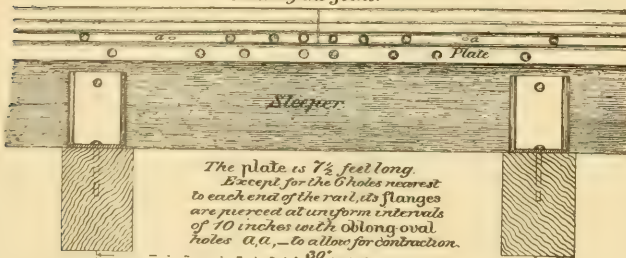 a a
Plate
Sleeper
The plate is 7½ feet long.
Except for the 6 holes nearest
to each end of the rail, its flanges
are pierced at uniform intervals
of 10 inches with oblong-oval
holes a,a,—to allow for contraction.
30"